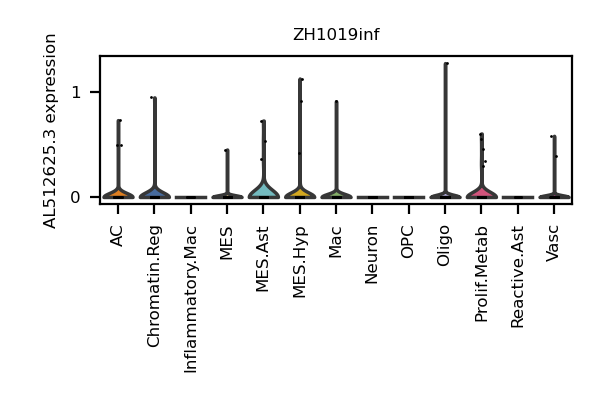 ZH1019inf
AL512625.3 expression
1
0
AC
Chromatin.Reg
Inflammatory.Mac
MES
MES.Ast
MES.Hyp
Mac
Neuron
OPC
Oligo
Prolif.Metab
Reactive.Ast
Vasc